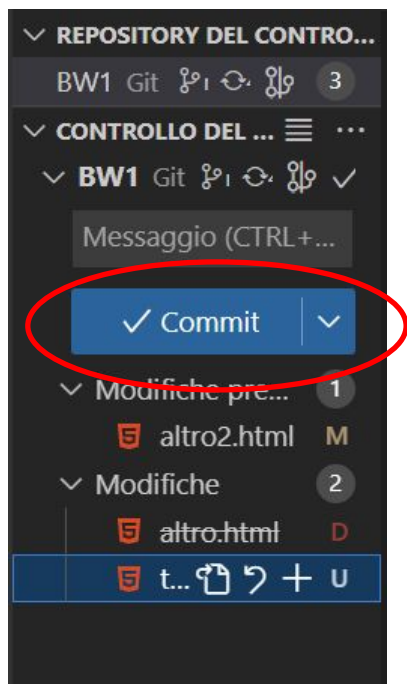 REPOSITORY DEL CONTRO...
BW1 Git 3
CONTROLLO DEL ...
BW1 Git
Messaggio (CTRL+...
Commit
Modifiche pre... 1
altro2.html M
Modifiche 2
altro.html D
t... U